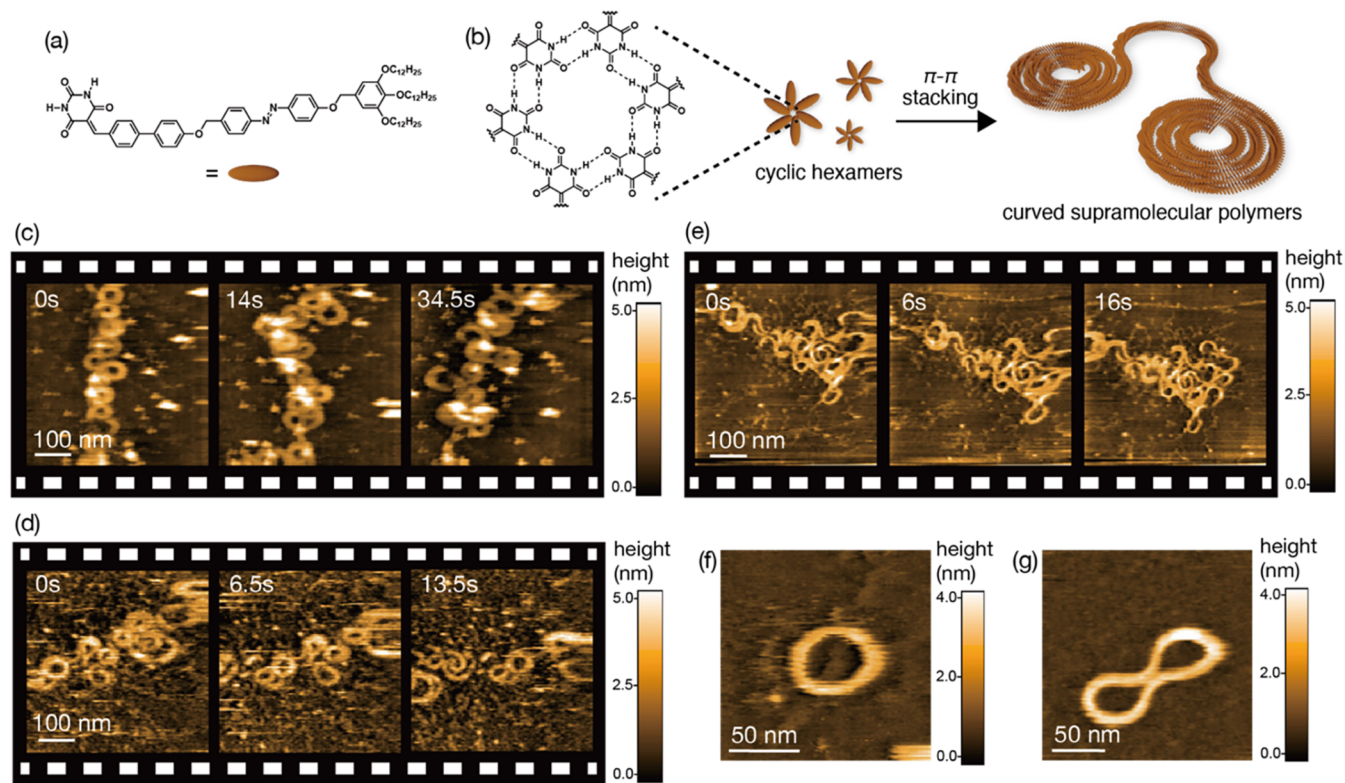 (a)
H
N
O
O
N
H
O
O
N
N
O
OC₁₂H₂₅
OC₁₂H₂₅
OC₁₂H₂₅
=
(b)
O
O
N
H
N
H
O
O
O
N
H
N
H
O
O
O
N
H
N
H
O
O
O
N
H
N
H
O
O
O
N
H
N
H
O
O
O
N
H
N
H
O
cyclic hexamers
π-π
stacking
curved supramolecular polymers
(c)
0s
14s
34.5s
100 nm
height
(nm)
5.0
2.5
0.0
(e)
0s
6s
16s
100 nm
height
(nm)
5.0
2.5
0.0
(d)
0s
6.5s
13.5s
100 nm
height
(nm)
5.0
2.5
0.0
(f)
50 nm
height
(nm)
4.0
2.0
0.0
(g)
50 nm
height
(nm)
4.0
2.0
0.0